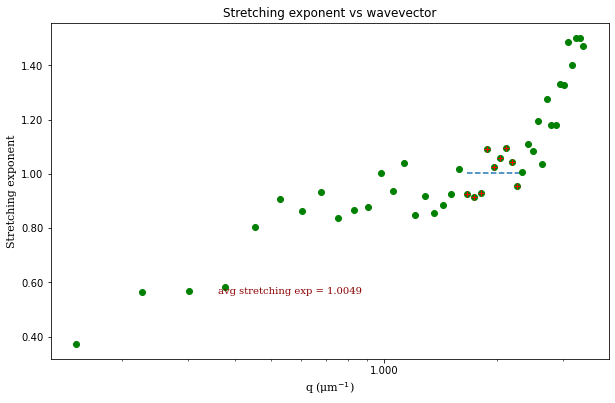 Stretching exponent vs wavevector
Stretching exponent
1.40
1.20
1.00
0.80
0.60
0.40
avg stretching exp = 1.0049
1.000
q (μm⁻¹)